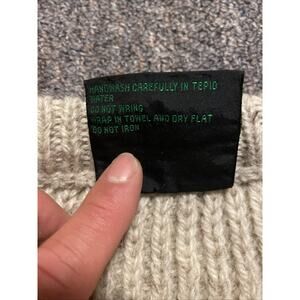 HANDWASH CAREFULLY IN TEPID
WATER
DO NOT WRING
WRAP IN TOWEL AND DRY FLAT
DO NOT IRON